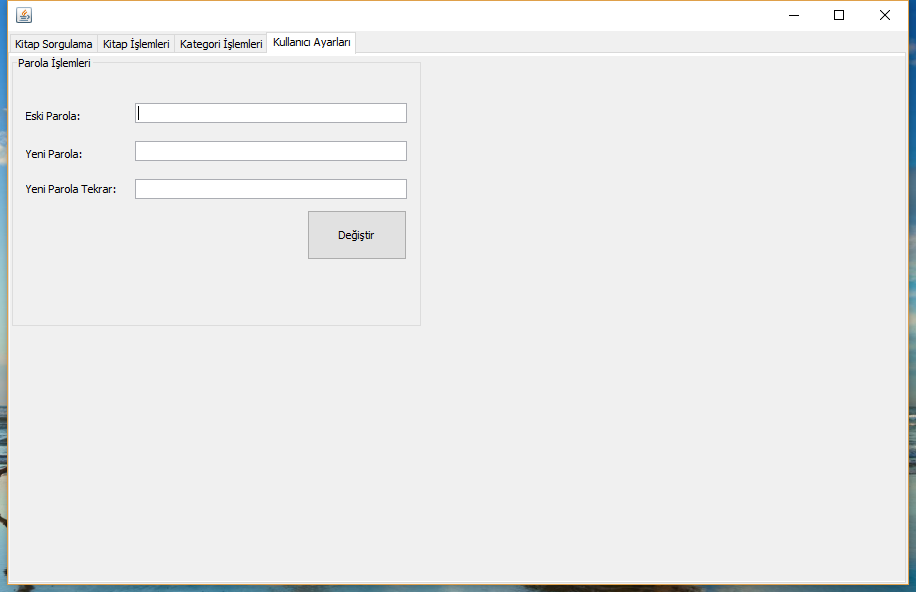 Kitap Sorgulama Kitap İşlemleri Kategori İşlemleri Kullanıcı Ayarları
Parola İşlemleri
Eski Parola:
Yeni Parola:
Yeni Parola Tekrar:
Değiştir